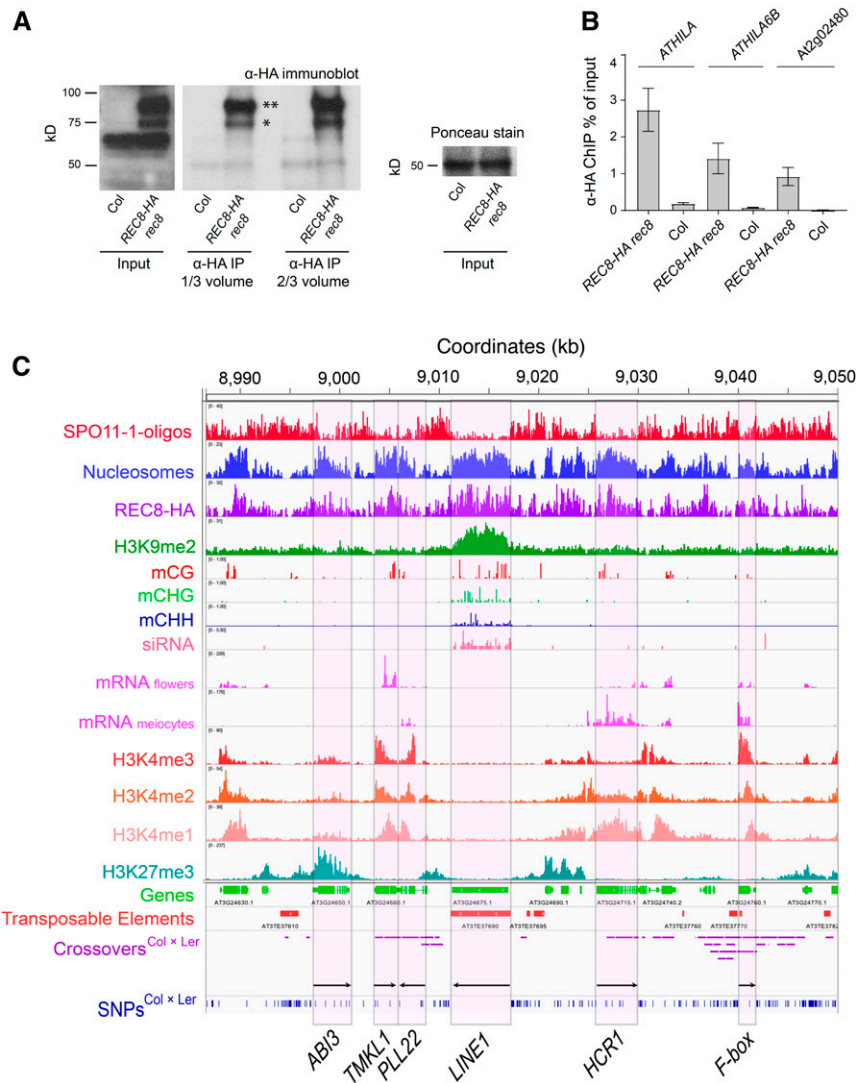 A
α-HA immunoblot
kD
100
75
50
**
*
Col
REC8-HA rec8
Col
REC8-HA rec8
Col
REC8-HA rec8
Input
α-HA IP
1/3 volume
α-HA IP
2/3 volume
Ponceau stain
kD
50
Col
REC8-HA rec8
Input
B
α-HA ChIP % of input
4
3
2
1
0
ATHILA
ATHILA6B
At2g02480
REC8-HA rec8
Col
REC8-HA rec8
Col
REC8-HA rec8
Col
C
Coordinates (kb)
8,990 9,000 9,010 9,020 9,030 9,040 9,050
SPO11-1-oligos
Nucleosomes
REC8-HA
H3K9me2
mCG
mCHG
mCHH
siRNA
mRNA flowers
mRNA meiocytes
H3K4me3
H3K4me2
H3K4me1
H3K27me3
Genes
AT3G24630.1 AT3G24650.1 AT3G24660.1 AT3G24675.1 AT3G24690.1 AT3G24715.1 AT3G24740.2 AT3G24760.1 AT3G24770.1
Transposable Elements
AT3TE37610 AT3TE37690 AT3TE37695 AT3TE37760 AT3TE37770
Crossovers Col × Ler
SNPs Col × Ler
ABI3
TMKL1
PLL22
LINE1
HCR1
F-box